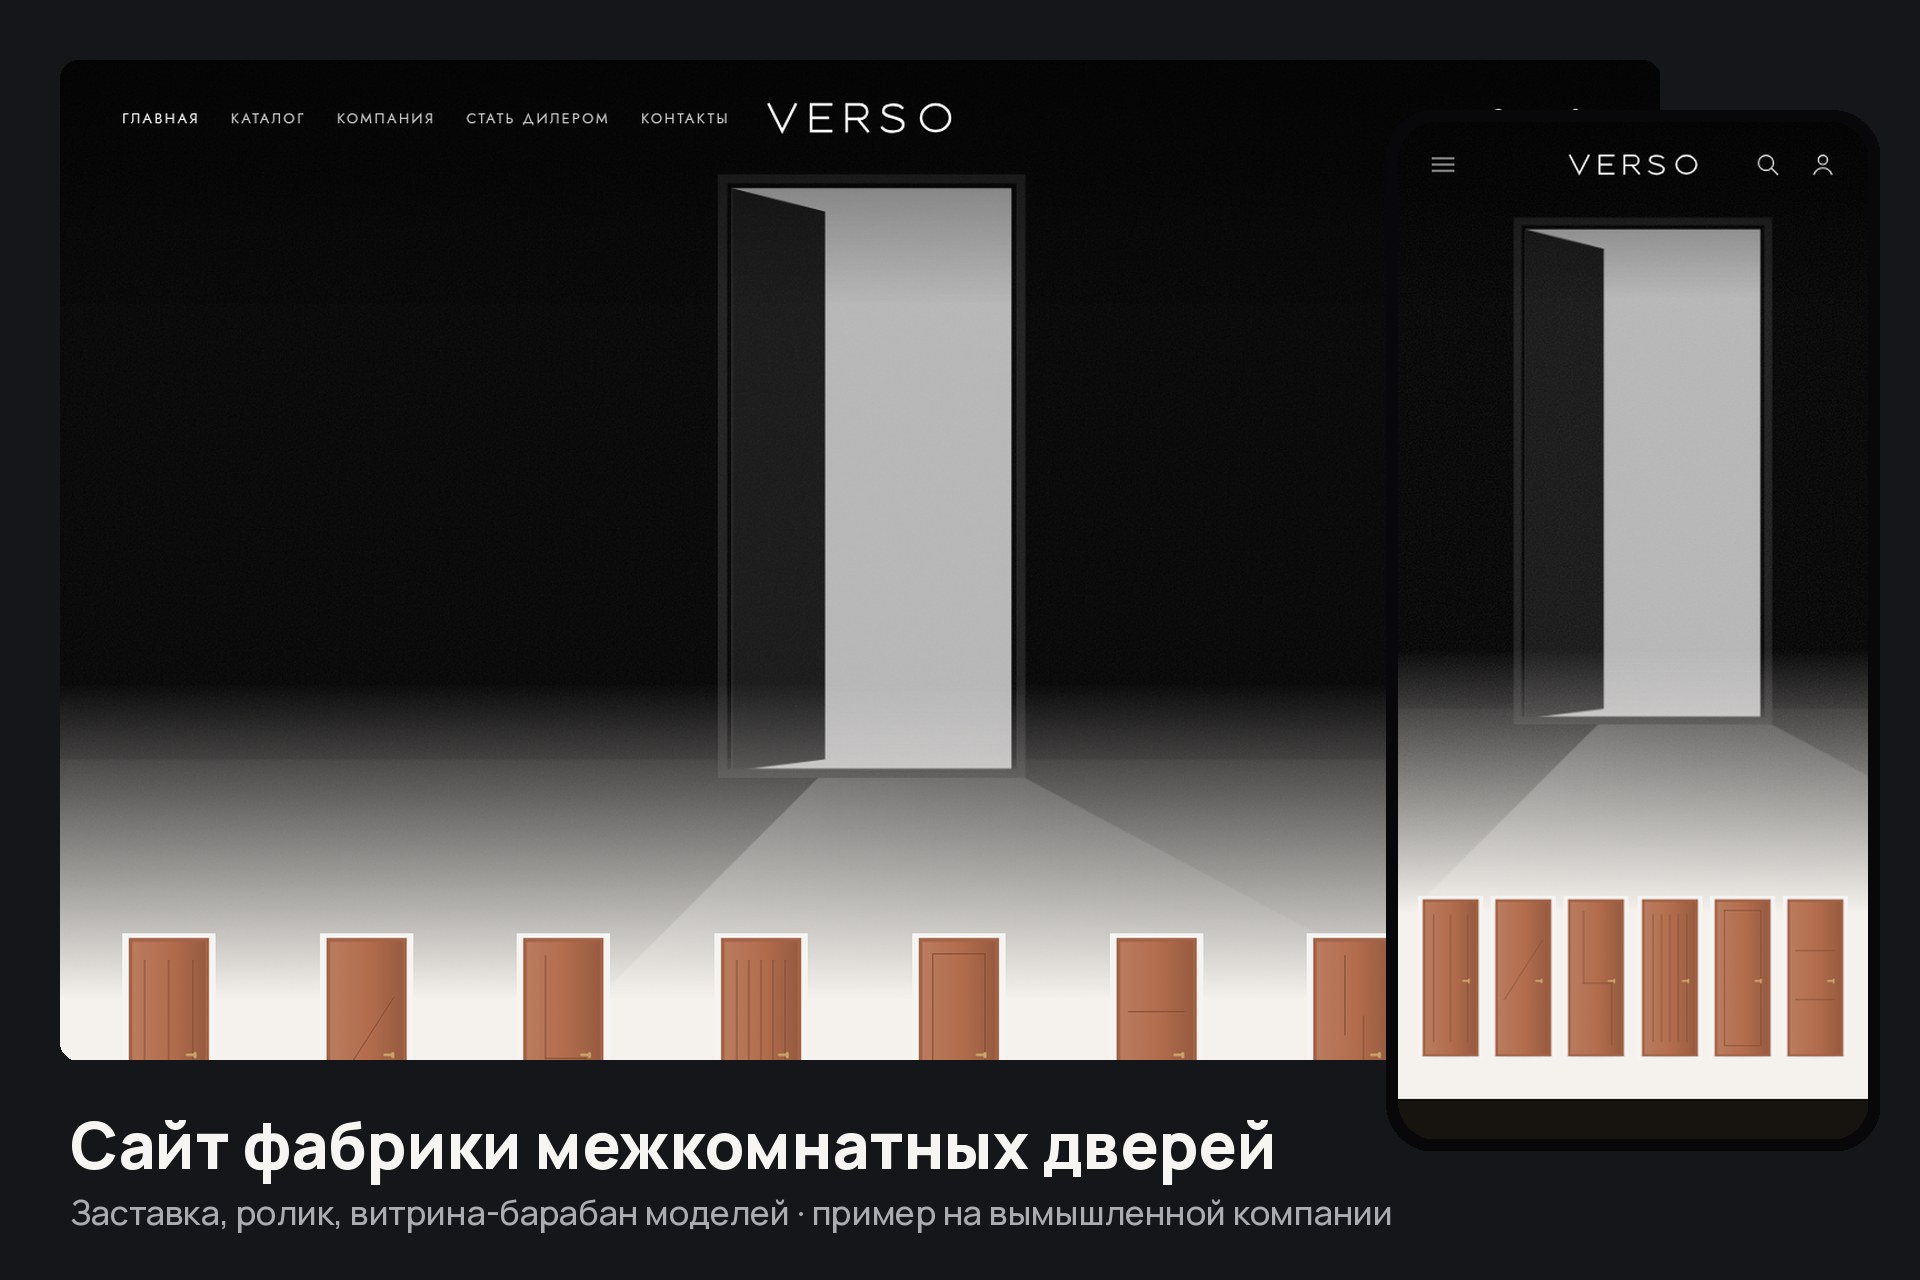 ГЛАВНАЯ КАТАЛОГ КОМПАНИЯ СТАТЬ ДИЛЕРОМ КОНТАКТЫ VERSO
VERSO
Сайт фабрики межкомнатных дверей
Заставка, ролик, витрина-барабан моделей · пример на вымышленной компании